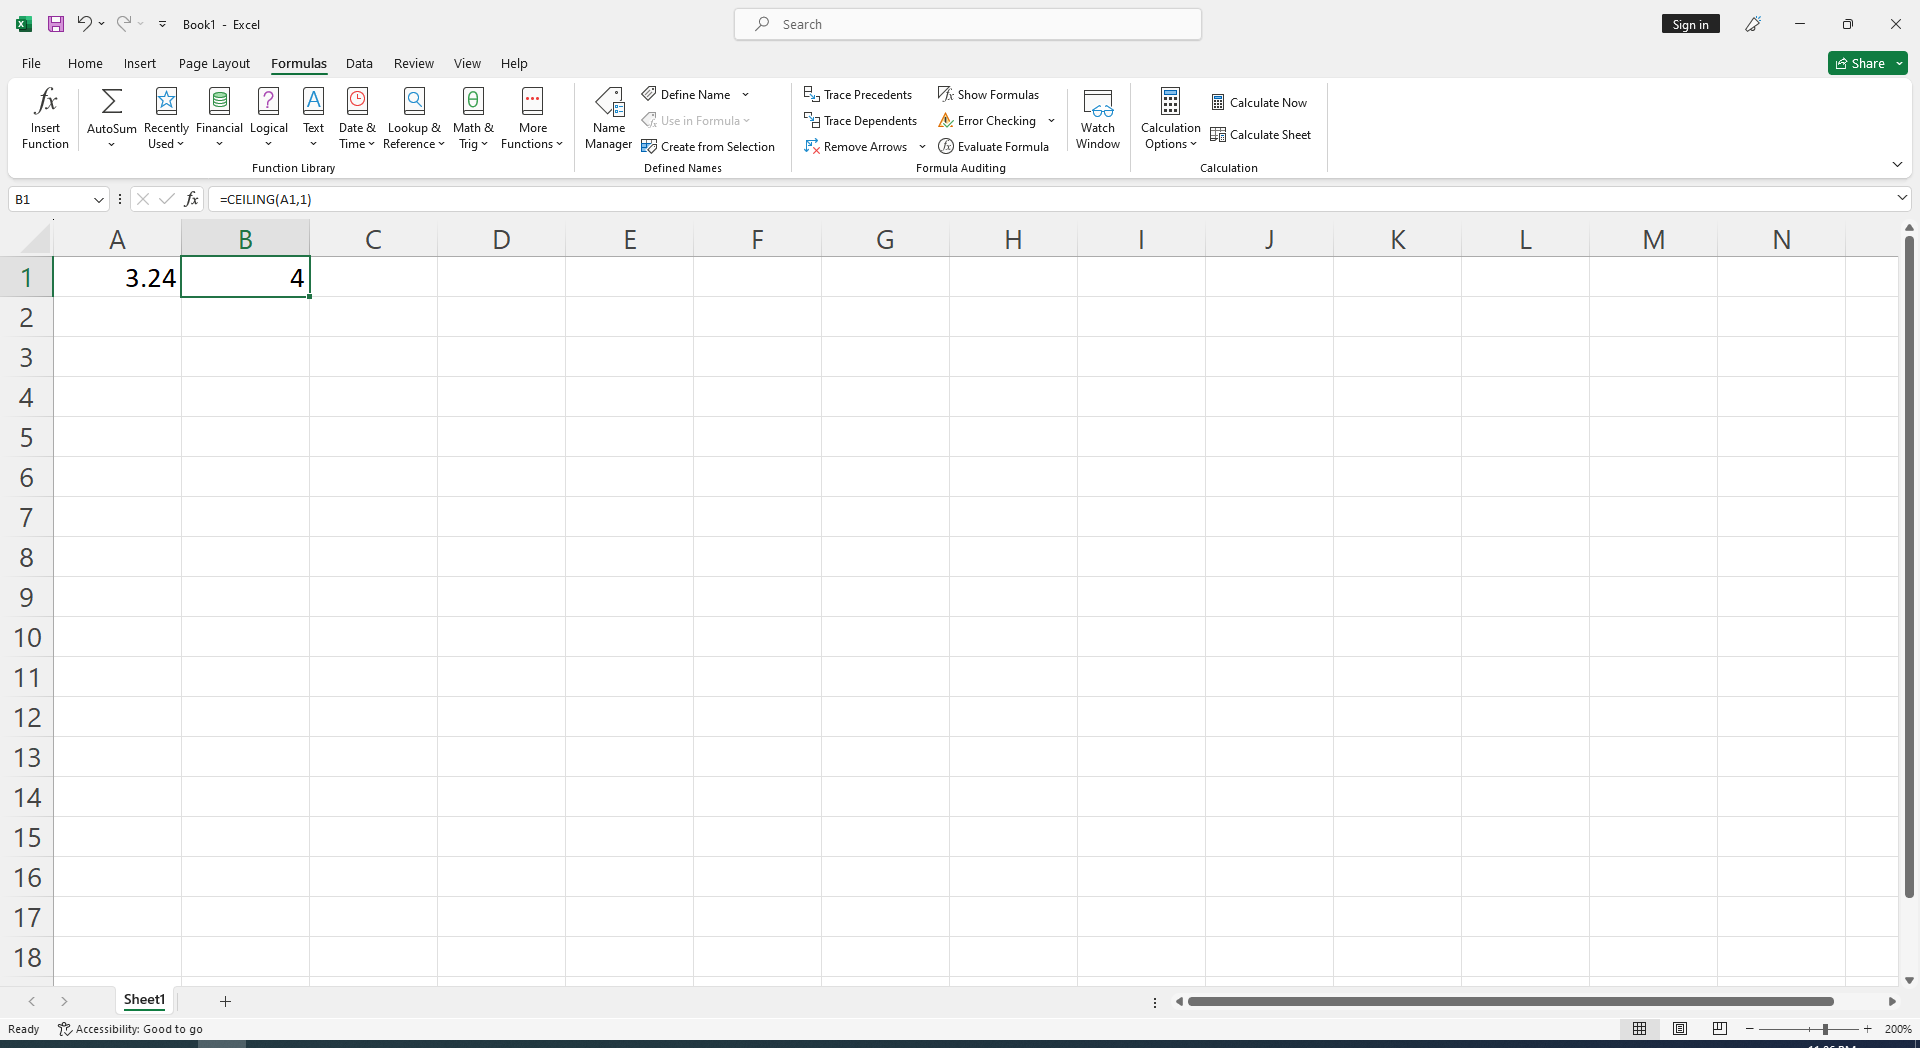 Book1 - Excel
Search
Sign in
File Home Insert Page Layout Formulas Data Review View Help
Share
Insert Function
AutoSum
Recently Used
Financial
Logical
Text
Date & Time
Lookup & Reference
Math & Trig
More Functions
Function Library
Name Manager
Define Name
Use in Formula
Create from Selection
Defined Names
Trace Precedents
Trace Dependents
Remove Arrows
Show Formulas
Error Checking
Evaluate Formula
Formula Auditing
Watch Window
Calculation Options
Calculate Now
Calculate Sheet
Calculation
B1
fx
=CEILING(A1,1)
A B C D E F G H I J K L M N
1 3.24 4
2
3
4
5
6
7
8
9
10
11
12
13
14
15
16
17
18
Sheet1
Ready Accessibility: Good to go 200%